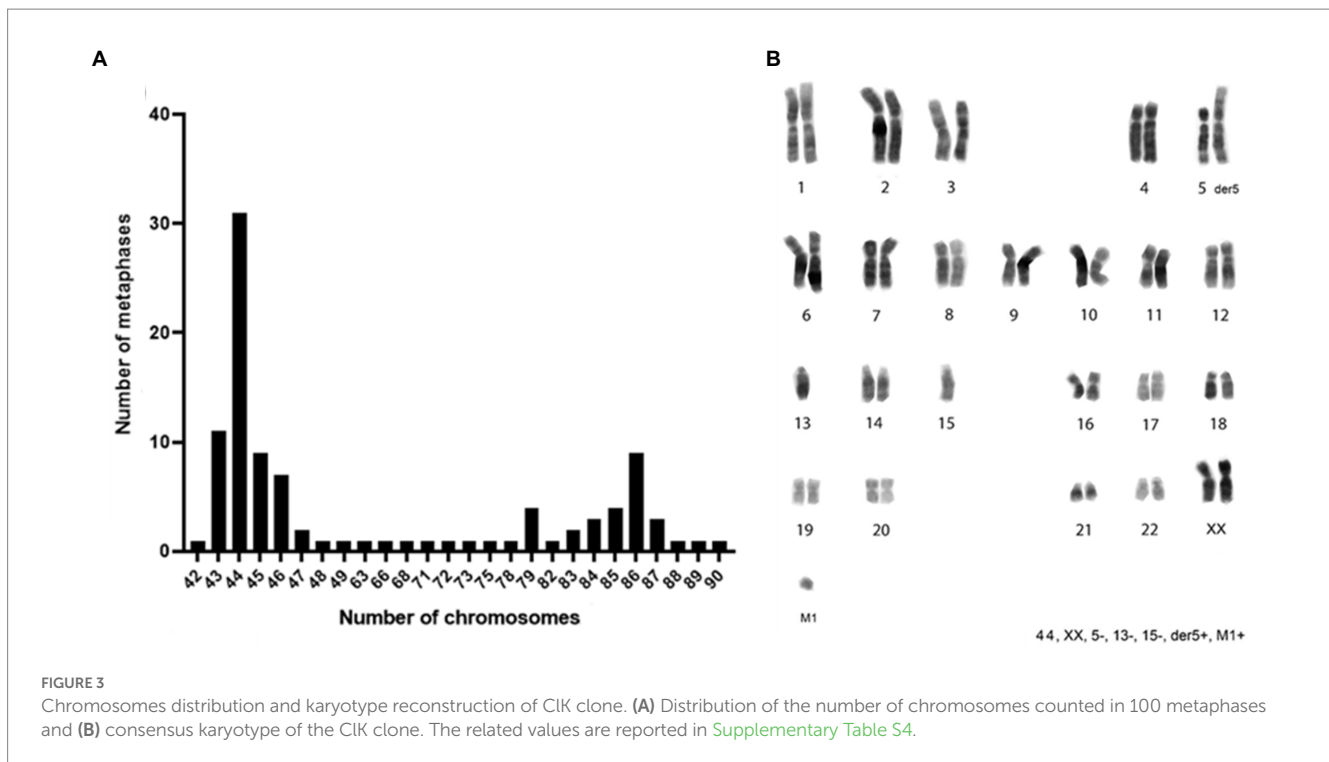 A
B
40
30
20
10
0
Number of metaphases
42 43 44 45 46 47 48 49 63 66 68 71 72 73 75 78 79 82 83 84 85 86 87 88 89 90
Number of chromosomes
1 2 3 4 5 der5
6 7 8 9 10 11 12
13 14 15 16 17 18
19 20 21 22 XX
M1
44, XX, 5-, 13-, 15-, der5+, M1+
FIGURE 3
Chromosomes distribution and karyotype reconstruction of ClK clone. (A) Distribution of the number of chromosomes counted in 100 metaphases
and (B) consensus karyotype of the ClK clone. The related values are reported in Supplementary Table S4.